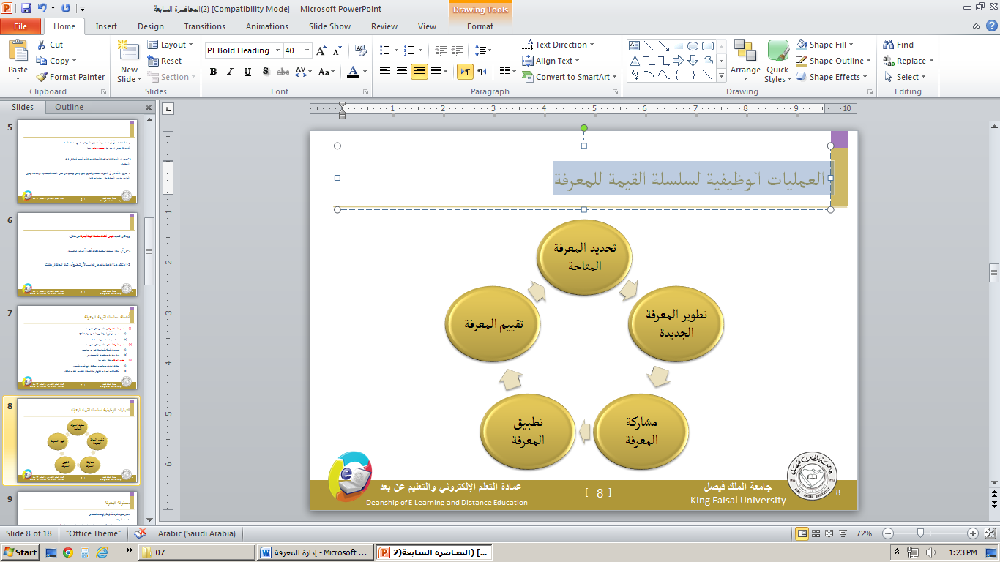 المحاضرة السابعة(2) [Compatibility Mode] - Microsoft PowerPoint
Drawing Tools
File
Home
Insert
Design
Transitions
Animations
Slide Show
Review
View
Format
Paste
Cut
Copy
Format Painter
Clipboard
New Slide
Layout
Reset
Section
Slides
PT Bold Heading
40
Font
Text Direction
Align Text
Convert to SmartArt
Paragraph
Arrange
Quick Styles
Shape Fill
Shape Outline
Shape Effects
Drawing
Find
Replace
Select
Editing
Slides
Outline
5
6
7
8
9
العمليات الوظيفية لسلسلة القيمة للمعرفة
تحديد المعرفة
المتاحة
تطوير المعرفة
الجديدة
مشاركة
المعرفة
تطبيق
المعرفة
تقييم المعرفة
جامعة الملك فيصل
King Faisal University
[ 8 ]
عمادة التعلم الإلكتروني والتعليم عن بعد
Deanship of E-Learning and Distance Education
8
Slide 8 of 18
"Office Theme"
Arabic (Saudi Arabia)
72%
Start
07
إدارة المعرفة - Microsoft ...
المحاضرة السابعة(2) [...
1:23 PM